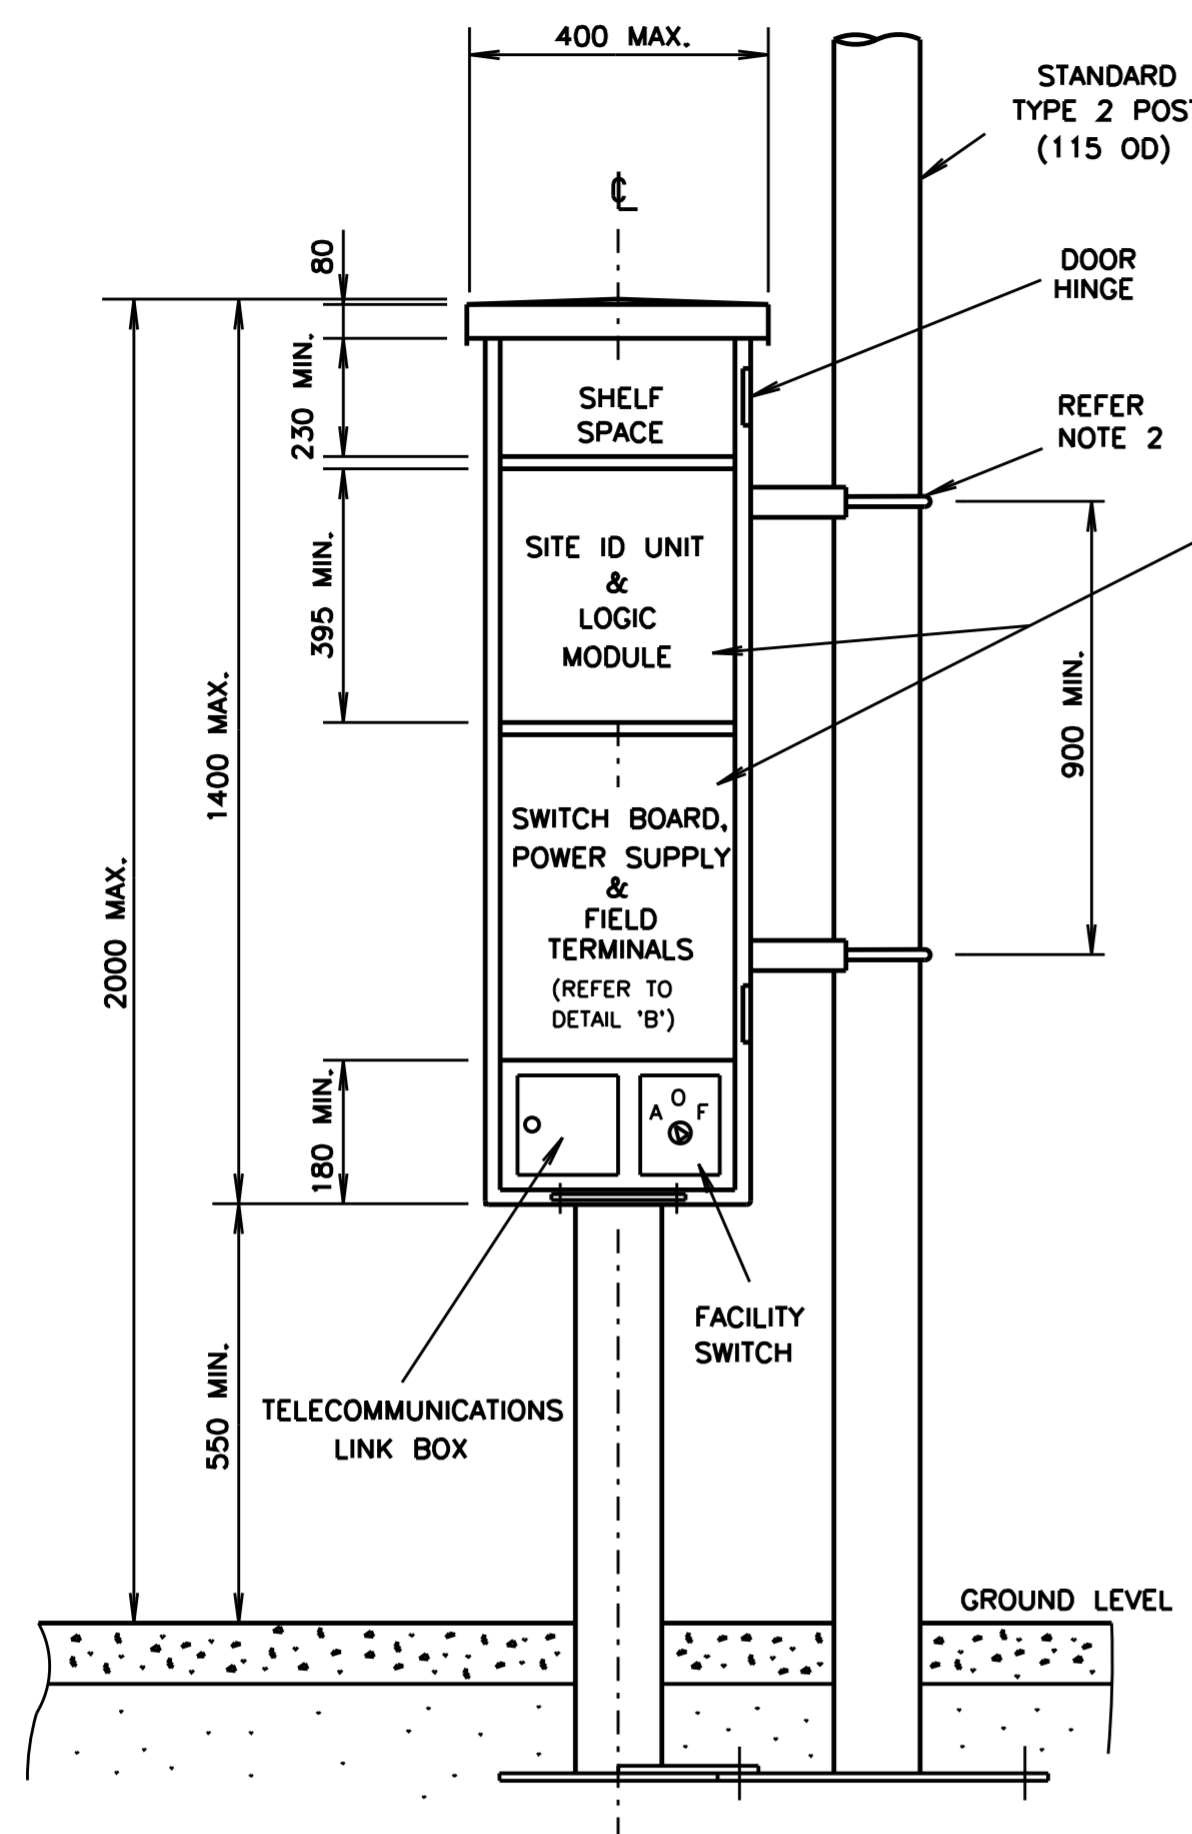 400 MAX.
STANDARD
TYPE 2 POST
(115 OD)
℄
80
DOOR
HINGE
230 MIN.
SHELF
SPACE
REFER
NOTE 2
395 MIN.
SITE ID UNIT
&
LOGIC
MODULE
900 MIN.
1400 MAX.
2000 MAX.
SWITCH BOARD,
POWER SUPPLY
&
FIELD
TERMINALS
(REFER TO
DETAIL 'B')
180 MIN.
A O F
FACILITY
SWITCH
550 MIN.
TELECOMMUNICATIONS
LINK BOX
GROUND LEVEL